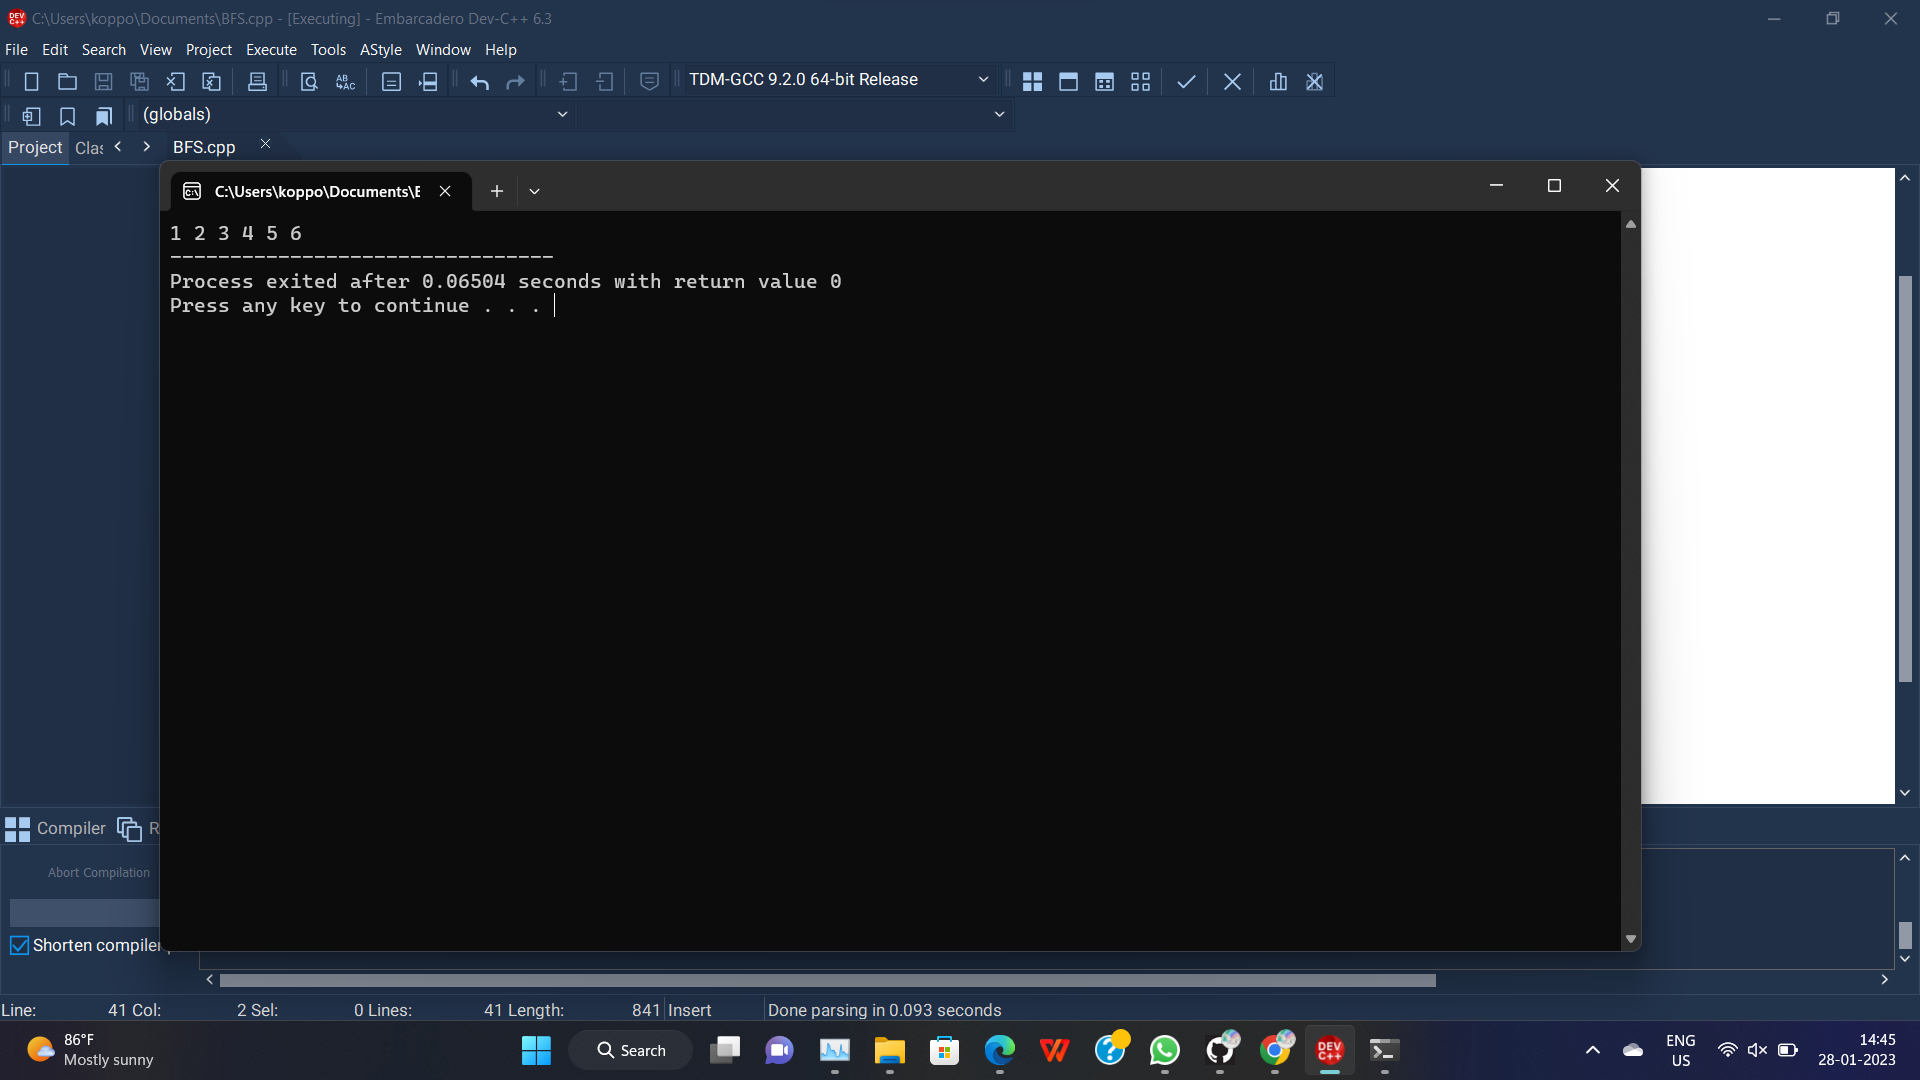 C:\Users\koppo\Documents\BFS.cpp - [Executing] - Embarcadero Dev-C++ 6.3
File Edit Search View Project Execute Tools AStyle Window Help
TDM-GCC 9.2.0 64-bit Release
(globals)
Project Clas BFS.cpp
C:\Users\koppo\Documents\B
1 2 3 4 5 6
--------------------------------
Process exited after 0.06504 seconds with return value 0
Press any key to continue . . .
Compiler R
Abort Compilation
Shorten compiler
Line: 41 Col: 2 Sel: 0 Lines: 41 Length: 841 Insert Done parsing in 0.093 seconds
86°F
Mostly sunny
Search
DEV
C++
ENG
US
14:45
28-01-2023